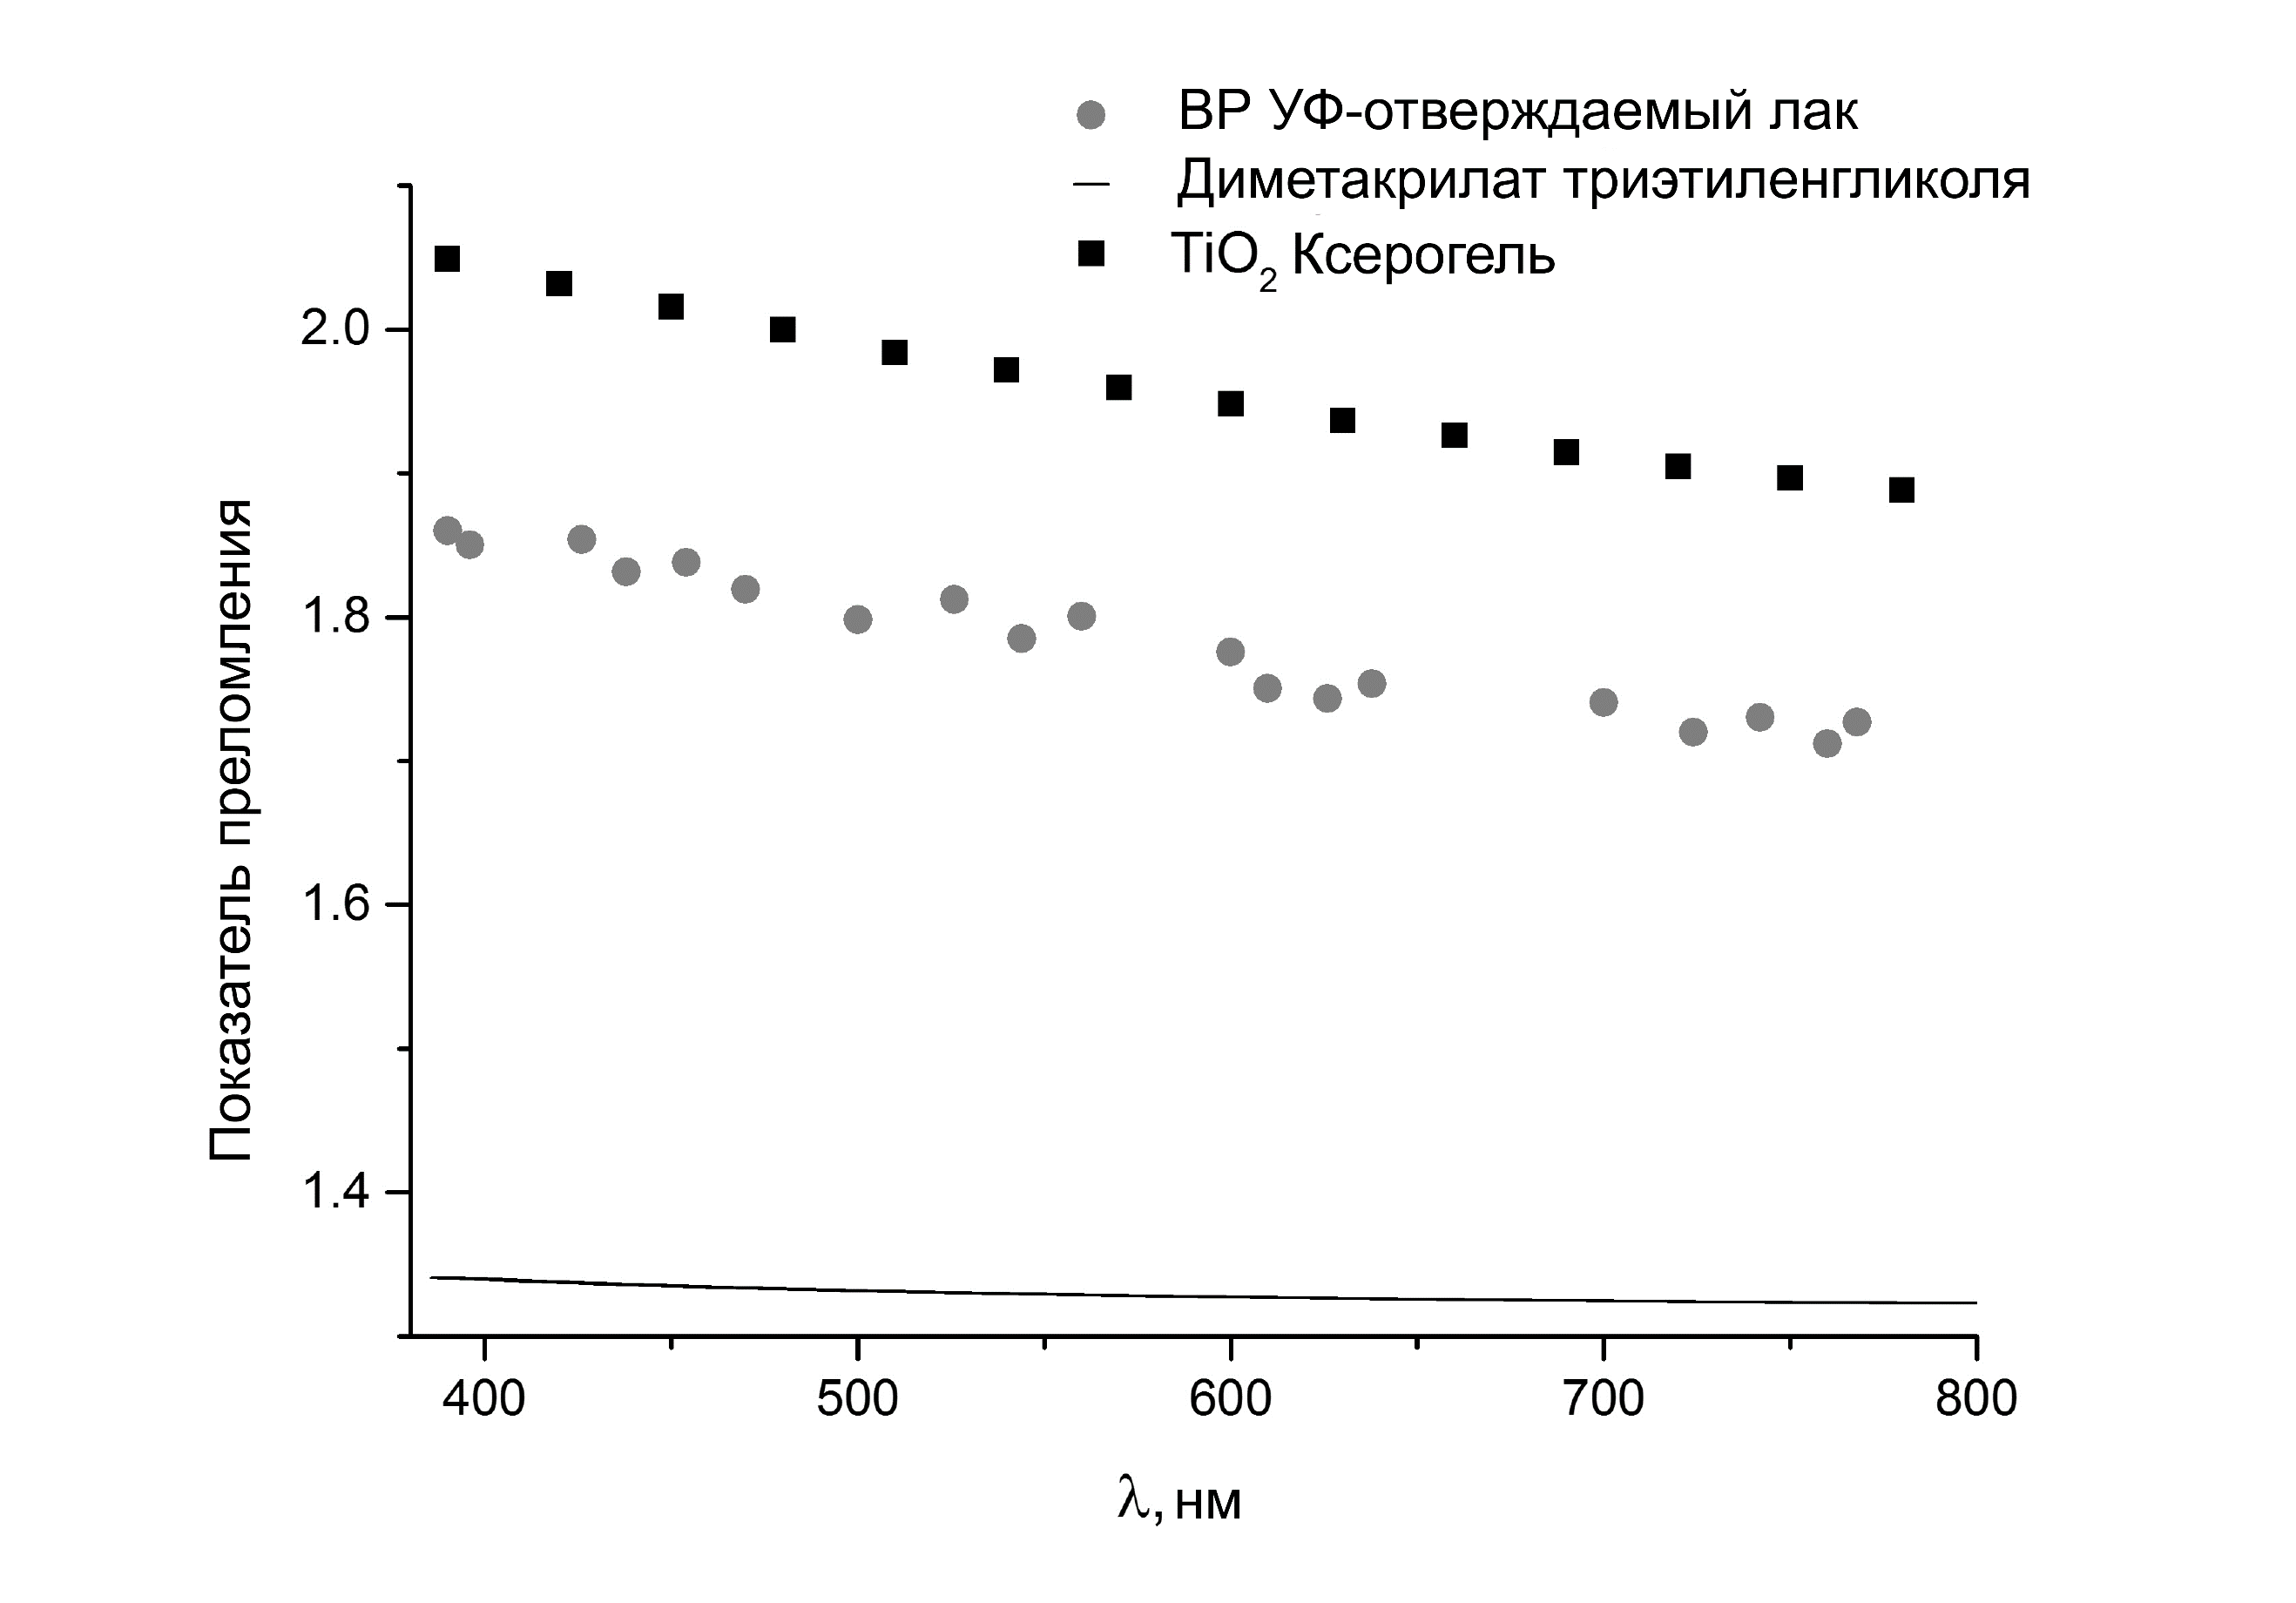 ВР УФ-отверждаемый лак
Диметакрилат триэтиленгликоля
TiO₂ Ксерогель
Показатель преломления
2.0
1.8
1.6
1.4
400 500 600 700 800
λ, нм